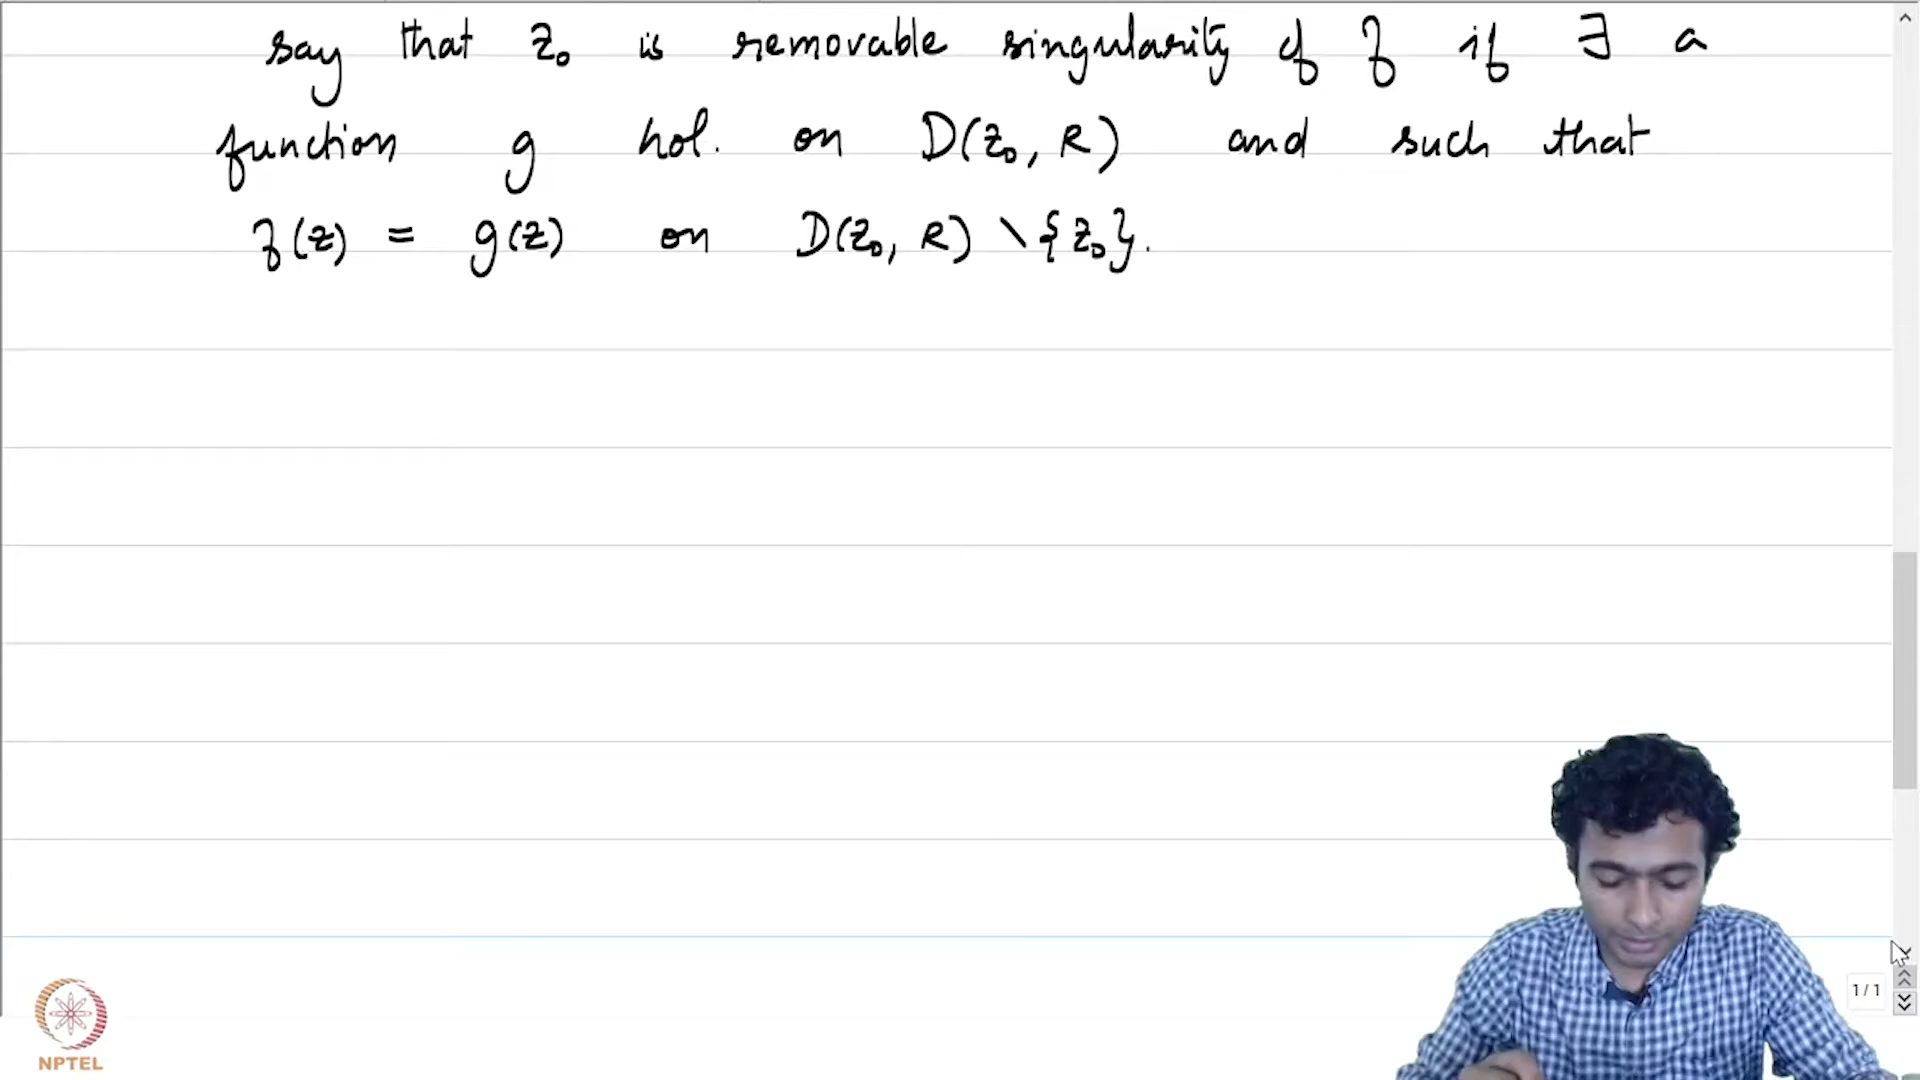 say that z₀ is removable singularity of f if ∃ a
function g hol. on D(z₀, R) and such that
f(z) = g(z) on D(z₀, R) \ {z₀}.
1 / 1
NPTEL